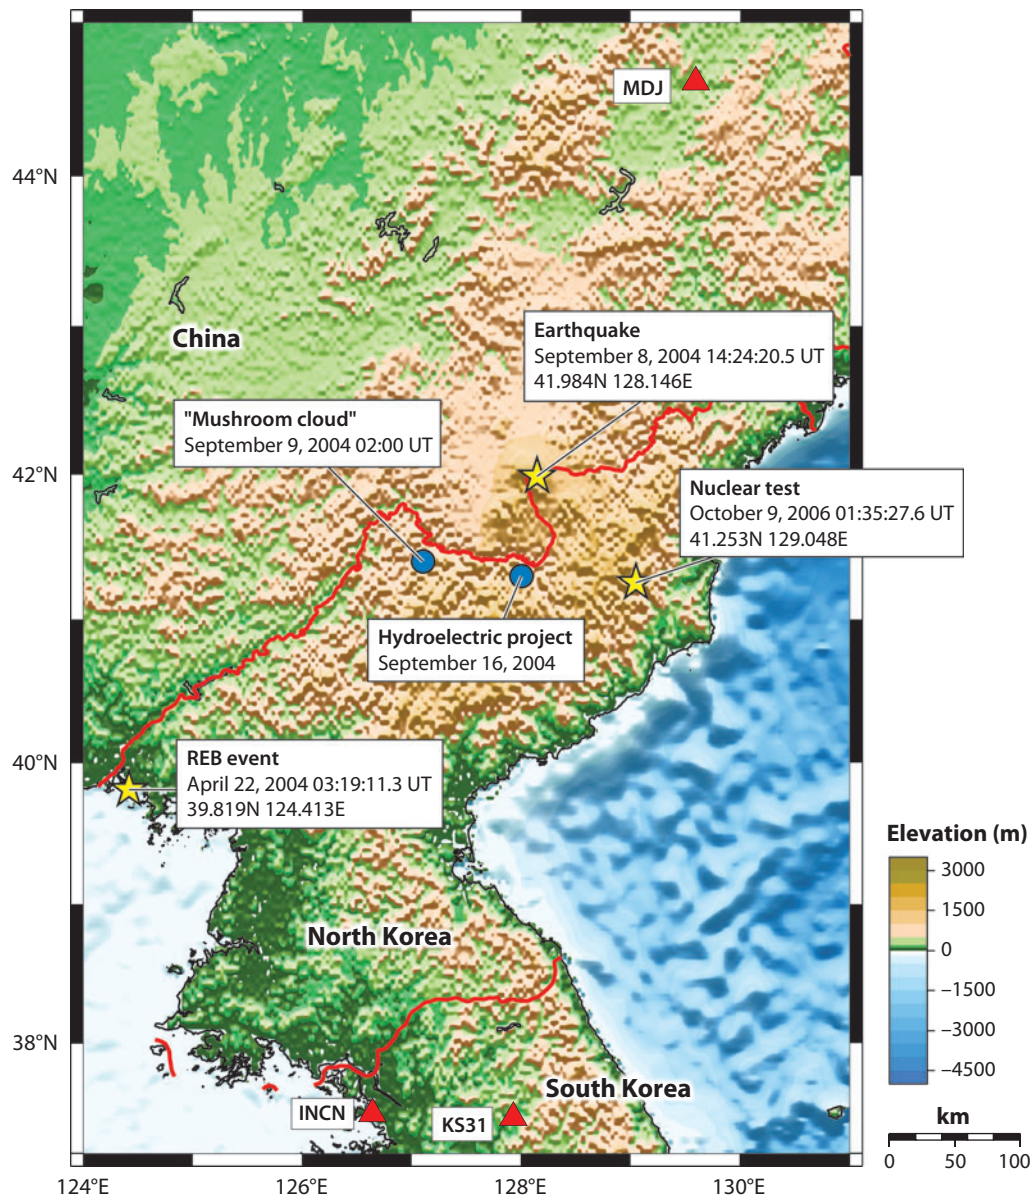 MDJ
44°N
China
Earthquake
September 8, 2004 14:24:20.5 UT
41.984N 128.146E
"Mushroom cloud"
September 9, 2004 02:00 UT
42°N
Nuclear test
October 9, 2006 01:35:27.6 UT
41.253N 129.048E
Hydroelectric project
September 16, 2004
40°N
REB event
April 22, 2004 03:19:11.3 UT
39.819N 124.413E
Elevation (m)
3000
1500
0
−1500
−3000
−4500
North Korea
38°N
South Korea
INCN
KS31
km
0 50 100
124°E 126°E 128°E 130°E